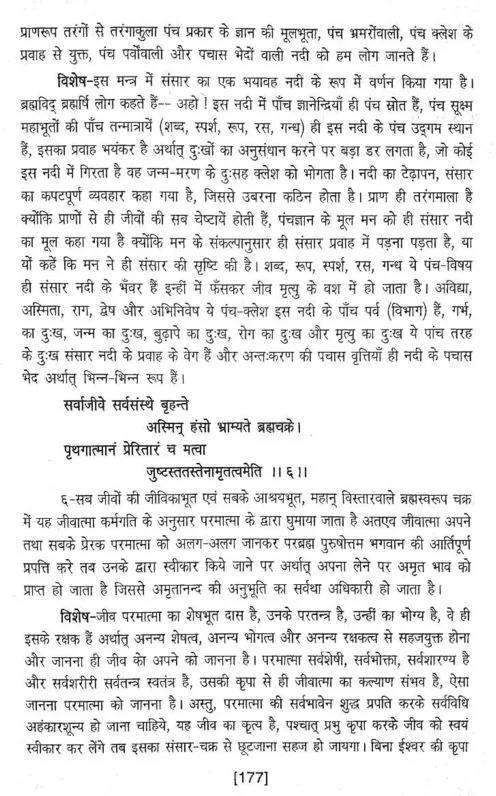 प्राणरूप तरंगों से तरंगाकुला पंच प्रकार के ज्ञान की मूलभूता, पंच भ्रमरोंवाली, पंच क्लेश के
प्रवाह से युक्त, पंच पर्वोंवाली और पचास भेदों वाली नदी को हम लोग जानते हैं।
विशेष-इस मन्त्र में संसार का एक भयावह नदी के रूप में वर्णन किया गया है।
ब्रह्मविद् ब्रह्मर्षि लोग कहते हैं-- अहो ! इस नदी में पाँच ज्ञानेन्द्रियाँ ही पंच स्रोत हैं, पंच सूक्ष्म
महाभूतों की पाँच तन्मात्रायें (शब्द, स्पर्श, रूप, रस, गन्ध) ही इस नदी के पंच उद्गम स्थान
हैं, इसका प्रवाह भयंकर है अर्थात् दुःखों का अनुसंधान करने पर बड़ा डर लगता है, जो कोई
इस नदी में गिरता है वह जन्म-मरण के दुःसह क्लेश को भोगता है। नदी का टेढ़ापन, संसार
का कपटपूर्ण व्यवहार कहा गया है, जिससे उबरना कठिन होता है। प्राण ही तरंगमाला है
क्योंकि प्राणों से ही जीवों की सब चेष्टायें होती हैं, पंचज्ञान के मूल मन को ही संसार नदी
का मूल कहा गया है क्योंकि मन के संकल्पानुसार ही संसार प्रवाह में पड़ना पड़ता है, या
यों कहें कि मन ने ही संसार की सृष्टि की है। शब्द, रूप, स्पर्श, रस, गन्ध ये पंच-विषय
ही संसार नदी के भँवर हैं इन्हीं में फँसकर जीव मृत्यु के वश में हो जाता है। अविद्या,
अस्मिता, राग, द्वेष और अभिनिवेष ये पंच-क्लेश इस नदी के पाँच पर्व (विभाग) हैं, गर्भ,
का दुःख, जन्म का दुःख, बुढ़ापे का दुःख, रोग का दुःख और मृत्यु का दुःख ये पांच तरह
के दुःख संसार नदी के प्रवाह के वेग हैं और अन्तःकरण की पचास वृत्तियाँ ही नदी के पचास
भेद अर्थात् भिन्न-भिन्न रूप हैं।
सर्वाजीवे सर्वसंस्थे बृहन्ते
अस्मिन् हंसो भ्राम्यते ब्रह्मचक्रे।
पृथगात्मानं प्रेरितारं च मत्वा
जुष्टस्ततस्तेनामृतत्वमेति ।।६।।
६-सब जीवों की जीविकाभूत एवं सबके आश्रयभूत, महान् विस्तारवाले ब्रह्मस्वरूप चक्र
में यह जीवात्मा कर्मगति के अनुसार परमात्मा के द्वारा घुमाया जाता है अतएव जीवात्मा अपने
तथा सबके प्रेरक परमात्मा को अलग-अलग जानकर परब्रह्म पुरुषोत्तम भगवान की आर्तिपूर्ण
प्रपत्ति करे तब उनके द्वारा स्वीकार किये जाने पर अर्थात् अपना लेने पर अमृत भाव को
प्राप्त हो जाता है जिससे अमृतानन्द की अनुभूति का सर्वथा अधिकारी हो जाता है।
विशेष-जीव परमात्मा का शेषभूत दास है, उनके परतन्त्र है, उन्हीं का भोग्य है, वे ही
इसके रक्षक हैं अर्थात् अनन्य शेषत्व, अनन्य भोगत्व और अनन्य रक्षकत्व से सहजयुक्त होना
और जानना ही जीव को अपने को जानना है। परमात्मा सर्वशेषी, सर्वभोक्ता, सर्वशारण्य है
और सर्वशरीरी सर्वतन्त्र स्वतंत्र है, उसकी कृपा से ही जीवात्मा का कल्याण संभव है, ऐसा
जानना परमात्मा को जानना है। अस्तु, परमात्मा की सर्वभावेन शुद्ध प्रपति करके सर्वविधि
अहंकारशून्य हो जाना चाहिये, यह जीव का कृत्य है, पश्चात् प्रभु कृपा करके जीव को स्वयं
स्वीकार कर लेंगे तब इसका संसार-चक्र से छूटजाना सहज हो जायगा। बिना ईश्वर की कृपा
[177]